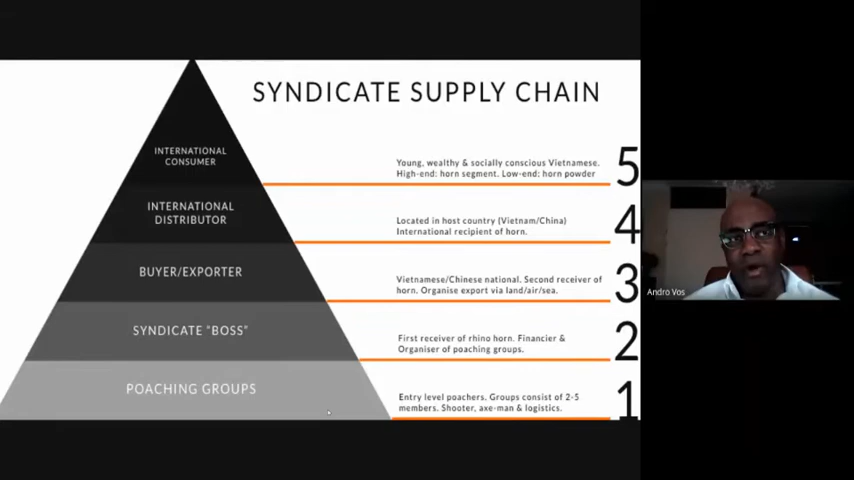 SYNDICATE SUPPLY CHAIN
INTERNATIONAL
CONSUMER
Young, wealthy & socially conscious Vietnamese.
High-end: horn segment. Low-end: horn powder
5
INTERNATIONAL
DISTRIBUTOR
Located in host country (Vietnam/China)
International recipient of horn.
4
BUYER/EXPORTER
Vietnamese/Chinese national. Second receiver of
horn. Organise export via land/air/sea.
3
SYNDICATE "BOSS"
First receiver of rhino horn. Financier &
Organiser of poaching groups.
2
POACHING GROUPS
Entry level poachers. Groups consist of 2-5
members. Shooter, axe-man & logistics.
1
Andro Vos